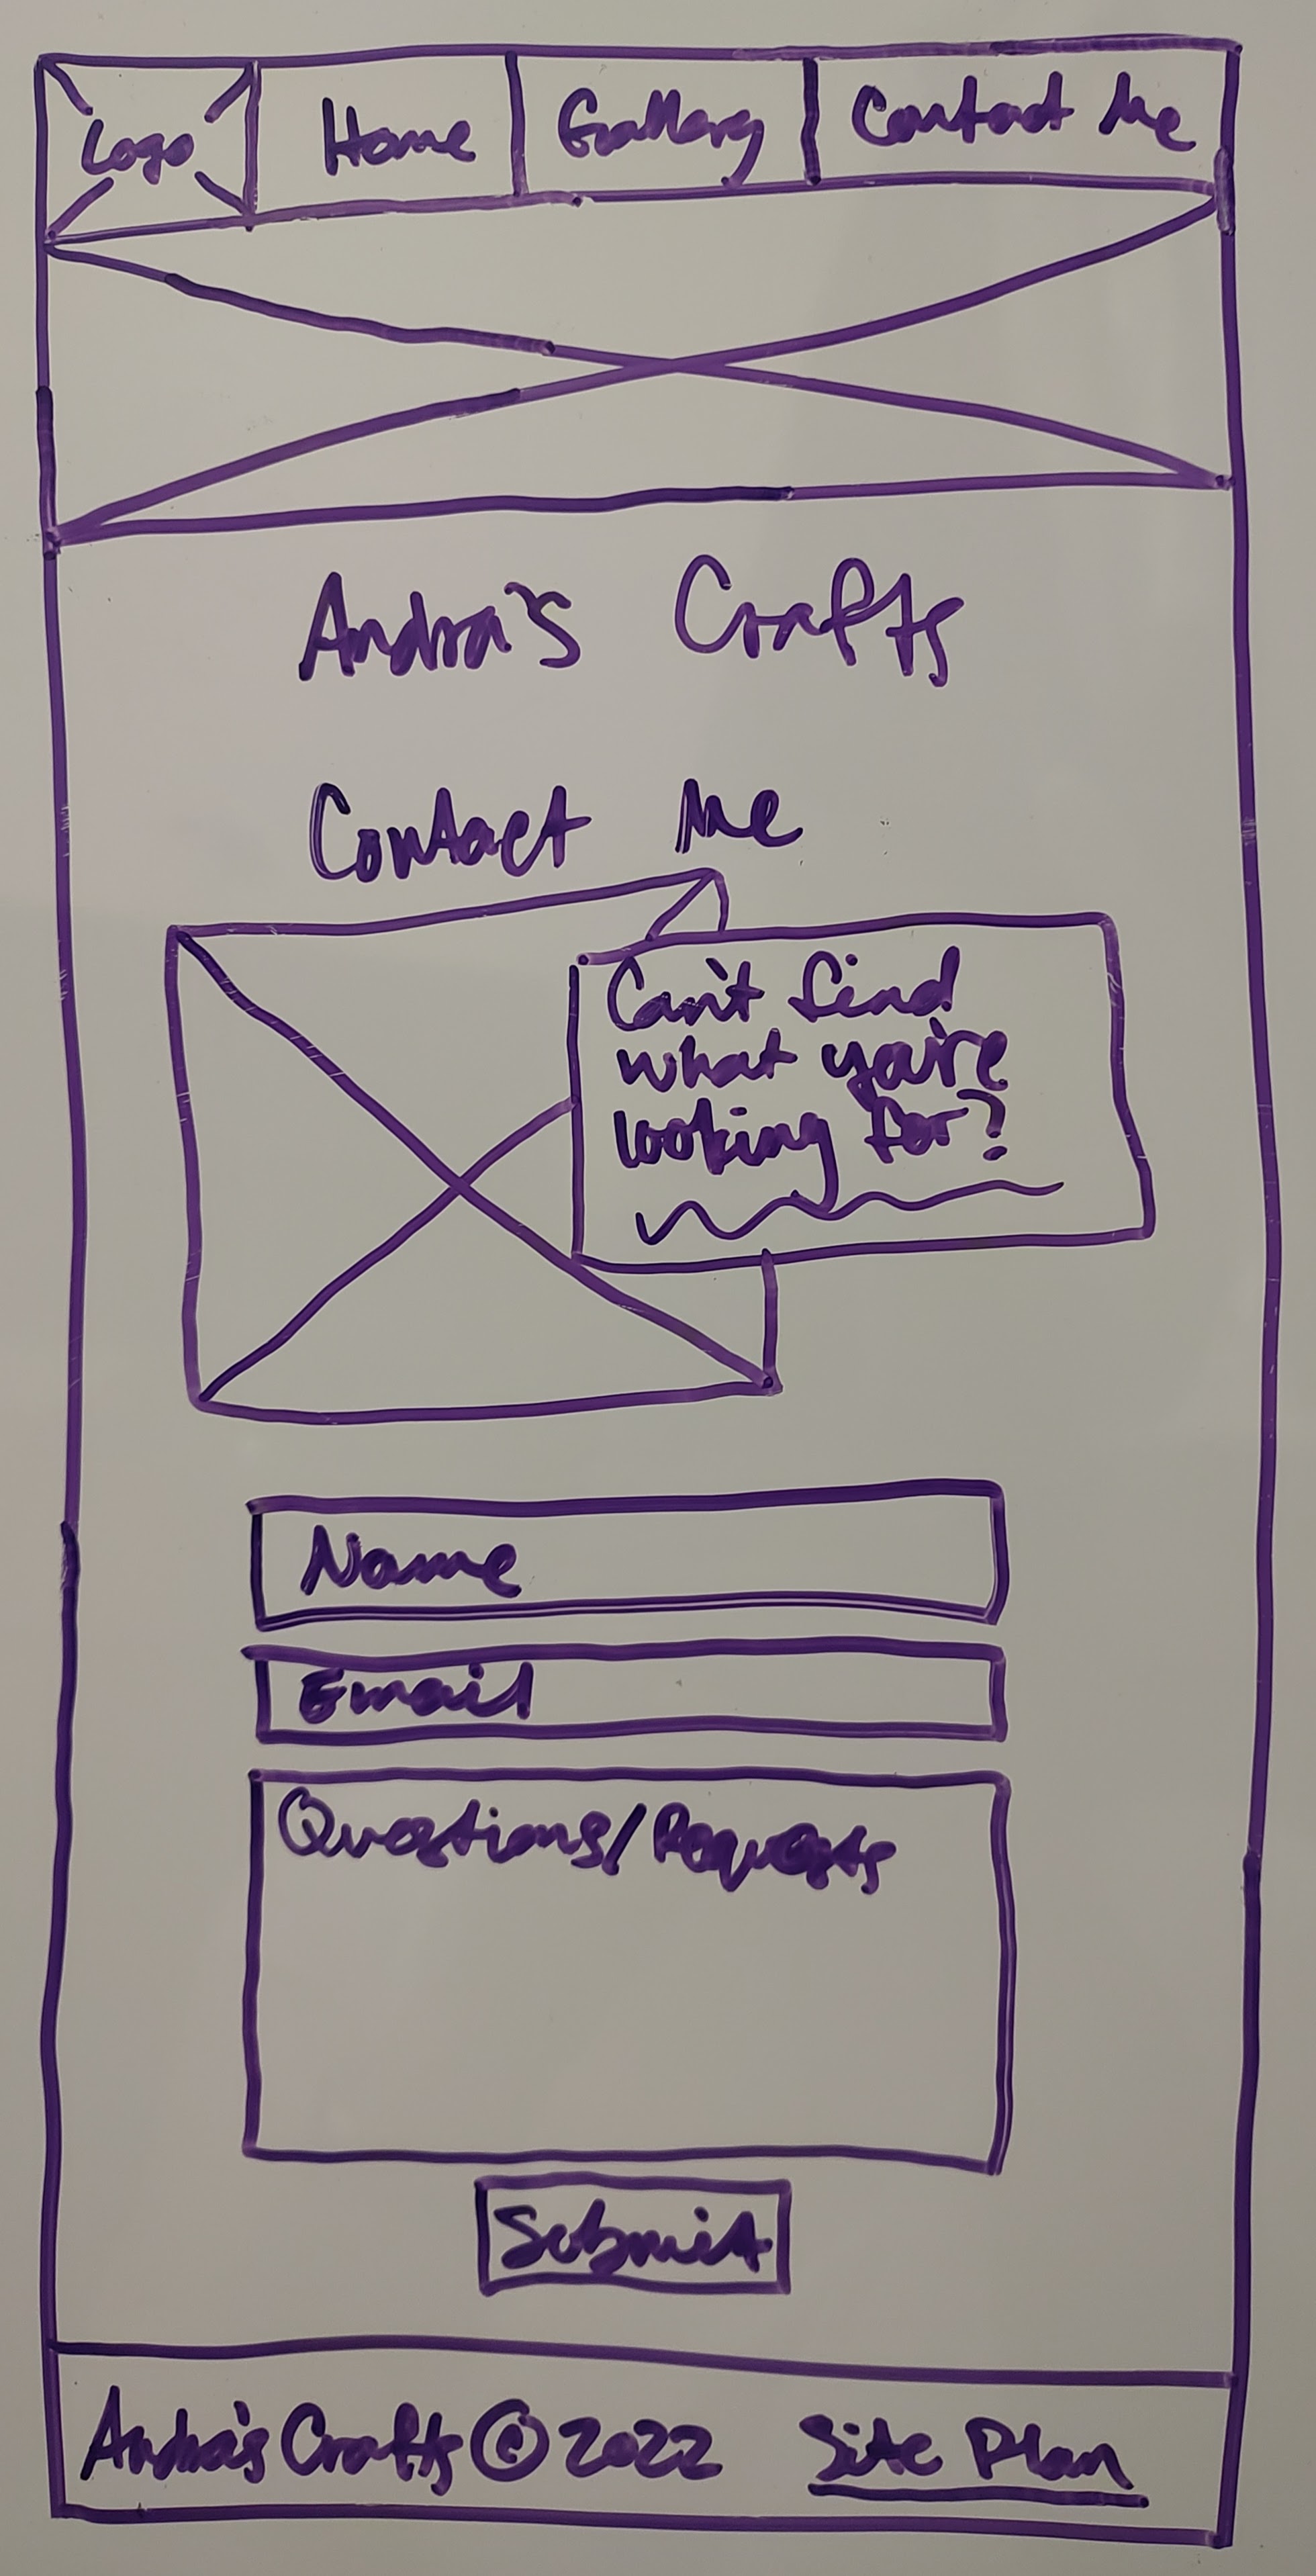 Logo Home Gallery Contact Me
Andra's Crafts
Contact Me
Can't find
what you're
looking for?
Name
Email
Questions/Requests
Submit
Andra's Crafts © 2022 Site Plan